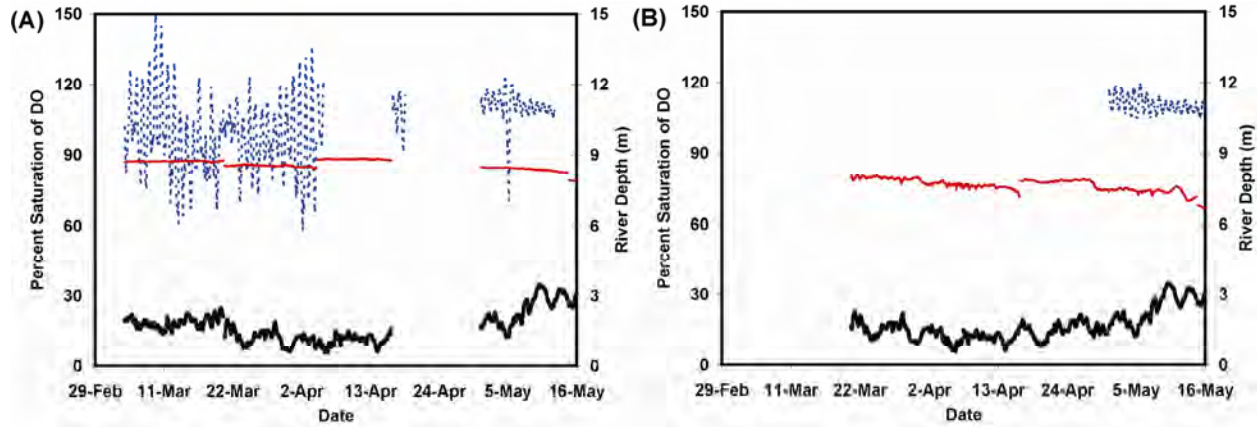 (A)
150
120
90
60
30
0
Percent Saturation of DO
15
12
9
6
3
0
River Depth (m)
29-Feb 11-Mar 22-Mar 2-Apr 13-Apr 24-Apr 5-May 16-May
Date
(B)
150
120
90
60
30
0
Percent Saturation of DO
15
12
9
6
3
0
River Depth (m)
29-Feb 11-Mar 22-Mar 2-Apr 13-Apr 24-Apr 5-May 16-May
Date